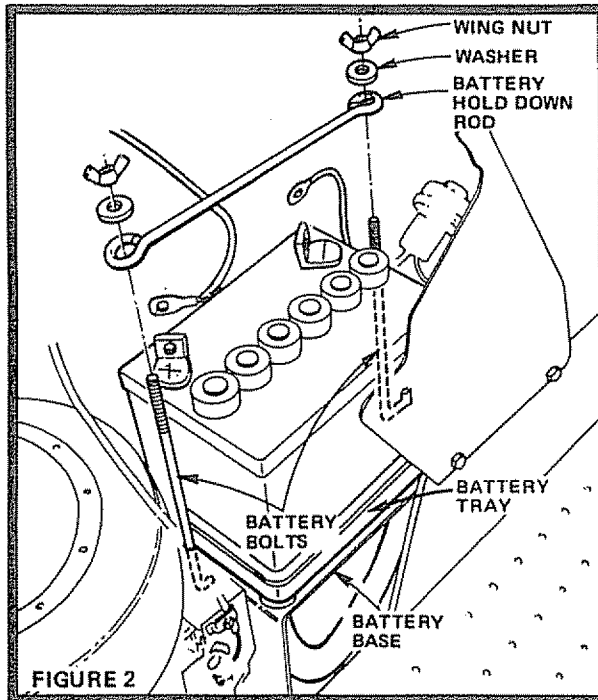 WING NUT
WASHER
BATTERY
HOLD DOWN
ROD
BATTERY
TRAY
BATTERY
BOLTS
BATTERY
BASE
FIGURE 2